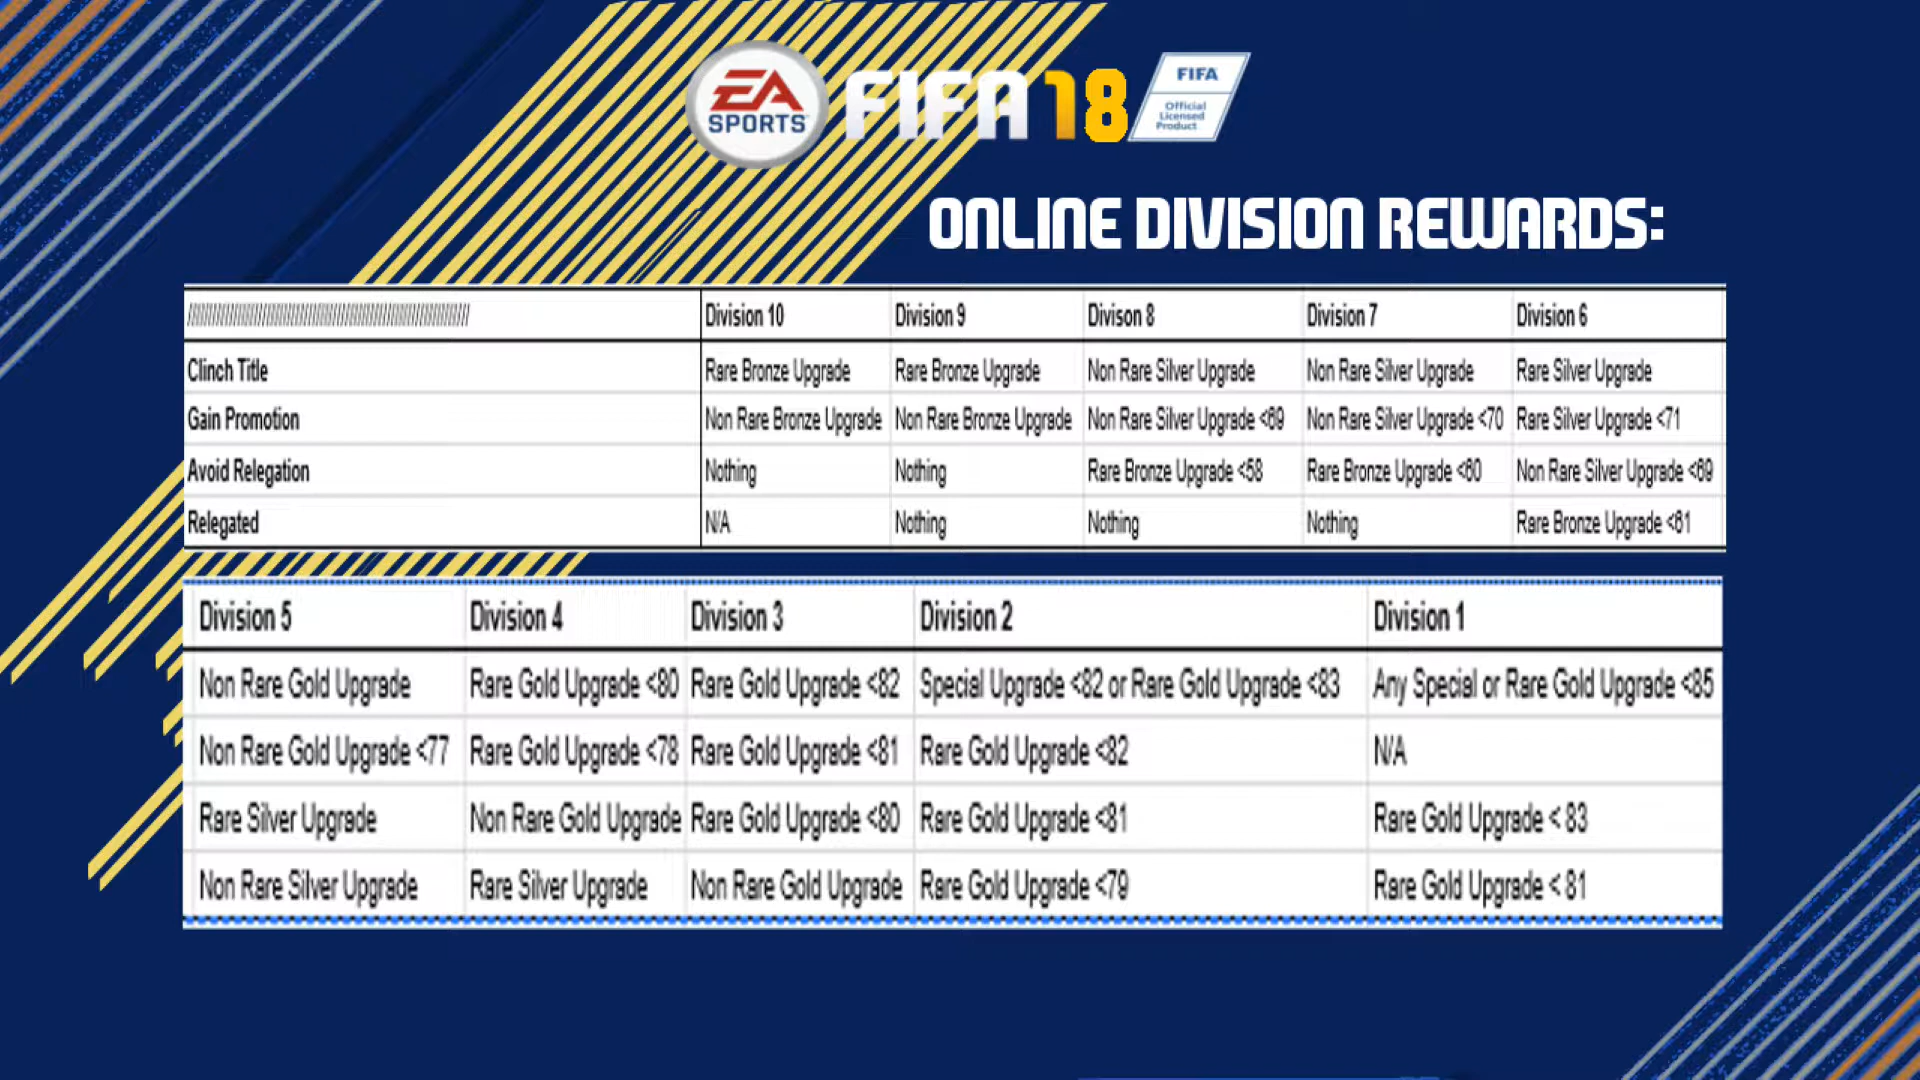 EA SPORTS FIFA 18 FIFA Official Licensed Product
ONLINE DIVISION REWARDS:
////////////////////////////////////////////////////////////////// Division 10 Division 9 Divison 8 Division 7 Division 6
Clinch Title Rare Bronze Upgrade Rare Bronze Upgrade Non Rare Silver Upgrade Non Rare Silver Upgrade Rare Silver Upgrade
Gain Promotion Non Rare Bronze Upgrade Non Rare Bronze Upgrade Non Rare Silver Upgrade <69 Non Rare Silver Upgrade <70 Rare Silver Upgrade <71
Avoid Relegation Nothing Nothing Rare Bronze Upgrade <58 Rare Bronze Upgrade <60 Non Rare Silver Upgrade <69
Relegated N/A Nothing Nothing Nothing Rare Bronze Upgrade <61
Division 5 Division 4 Division 3 Division 2 Division 1
Non Rare Gold Upgrade Rare Gold Upgrade <80 Rare Gold Upgrade <82 Special Upgrade <82 or Rare Gold Upgrade <83 Any Special or Rare Gold Upgrade <85
Non Rare Gold Upgrade <77 Rare Gold Upgrade <78 Rare Gold Upgrade <81 Rare Gold Upgrade <82 N/A
Rare Silver Upgrade Non Rare Gold Upgrade Rare Gold Upgrade <80 Rare Gold Upgrade <81 Rare Gold Upgrade < 83
Non Rare Silver Upgrade Rare Silver Upgrade Non Rare Gold Upgrade Rare Gold Upgrade <79 Rare Gold Upgrade < 81